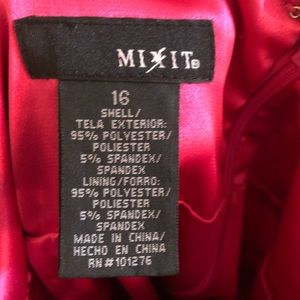 MIXIT®
16
SHELL/
TELA EXTERIOR:
95% POLYESTER/
POLIESTER
5% SPANDEX/
SPANDEX
LINING/FORRO:
95% POLYESTER/
POLIESTER
5% SPANDEX/
SPANDEX
MADE IN CHINA/
HECHO EN CHINA
RN#101276